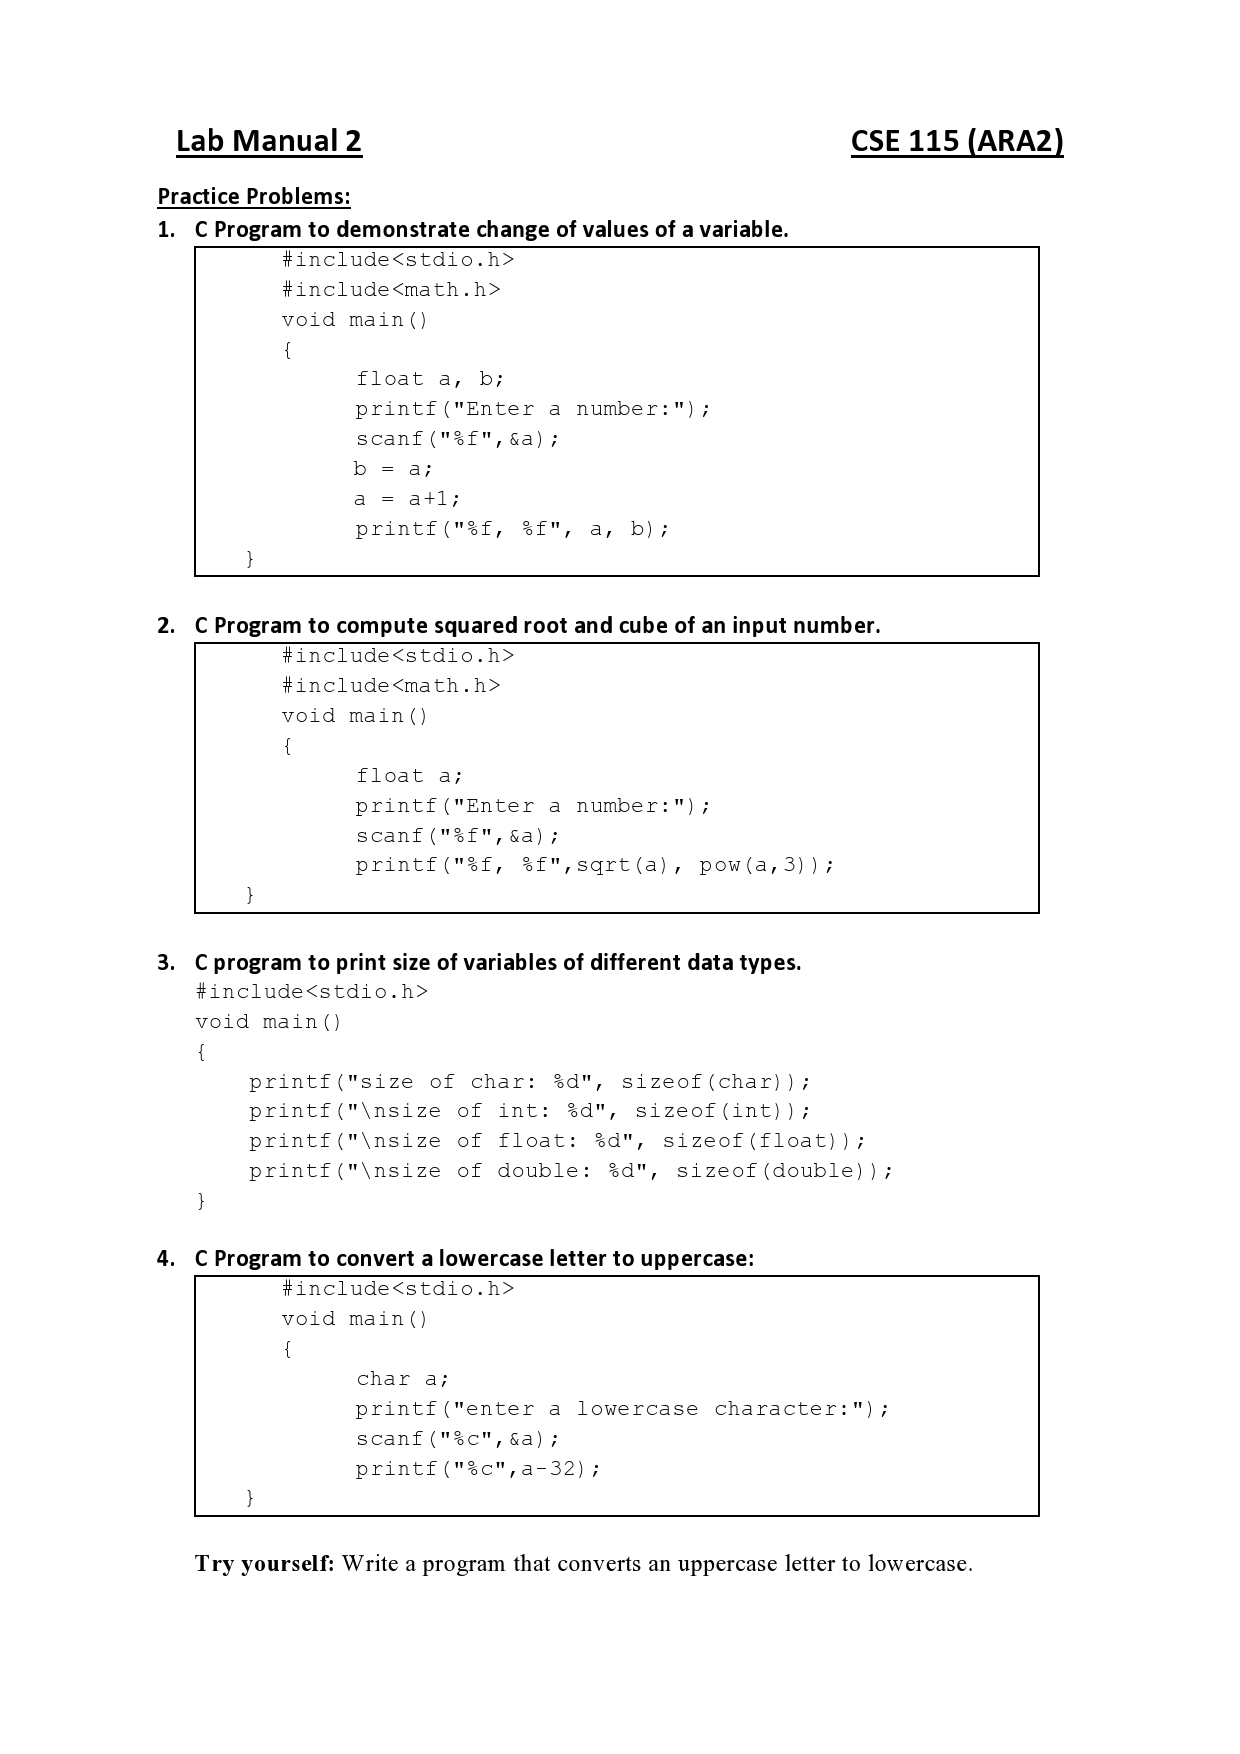 Lab Manual 2 CSE 115 (ARA2)
Practice Problems:
1. C Program to demonstrate change of values of a variable.
#include<stdio.h>
#include<math.h>
void main()
{
float a, b;
printf("Enter a number:");
scanf("%f",&a);
b = a;
a = a+1;
printf("%f, %f", a, b);
}
2. C Program to compute squared root and cube of an input number.
#include<stdio.h>
#include<math.h>
void main()
{
float a;
printf("Enter a number:");
scanf("%f",&a);
printf("%f, %f",sqrt(a), pow(a,3));
}
3. C program to print size of variables of different data types.
#include<stdio.h>
void main()
{
printf("size of char: %d", sizeof(char));
printf("\nsize of int: %d", sizeof(int));
printf("\nsize of float: %d", sizeof(float));
printf("\nsize of double: %d", sizeof(double));
}
4. C Program to convert a lowercase letter to uppercase:
#include<stdio.h>
void main()
{
char a;
printf("enter a lowercase character:");
scanf("%c",&a);
printf("%c",a-32);
}
Try yourself: Write a program that converts an uppercase letter to lowercase.